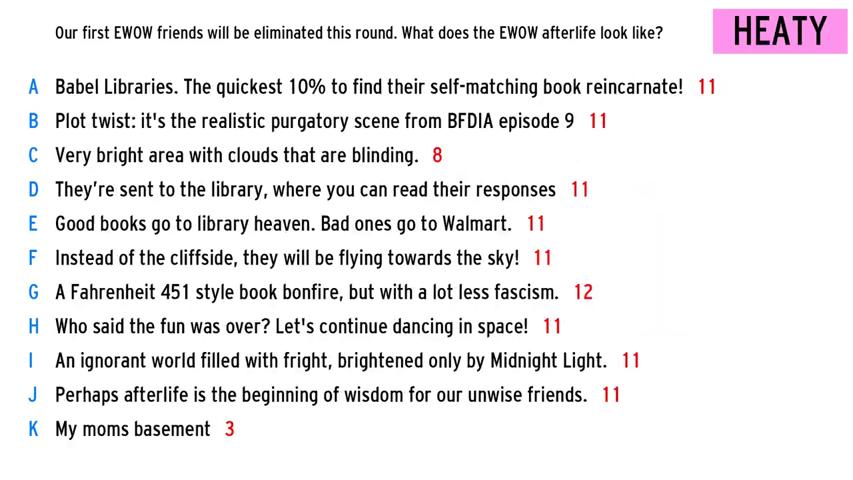 Our first EWOW friends will be eliminated this round. What does the EWOW afterlife look like?
HEATY
A Babel Libraries. The quickest 10% to find their self-matching book reincarnate! 11
B Plot twist: it's the realistic purgatory scene from BFDIA episode 9 11
C Very bright area with clouds that are blinding. 8
D They’re sent to the library, where you can read their responses 11
E Good books go to library heaven. Bad ones go to Walmart. 11
F Instead of the cliffside, they will be flying towards the sky! 11
G A Fahrenheit 451 style book bonfire, but with a lot less fascism. 12
H Who said the fun was over? Let's continue dancing in space! 11
I An ignorant world filled with fright, brightened only by Midnight Light. 11
J Perhaps afterlife is the beginning of wisdom for our unwise friends. 11
K My moms basement 3